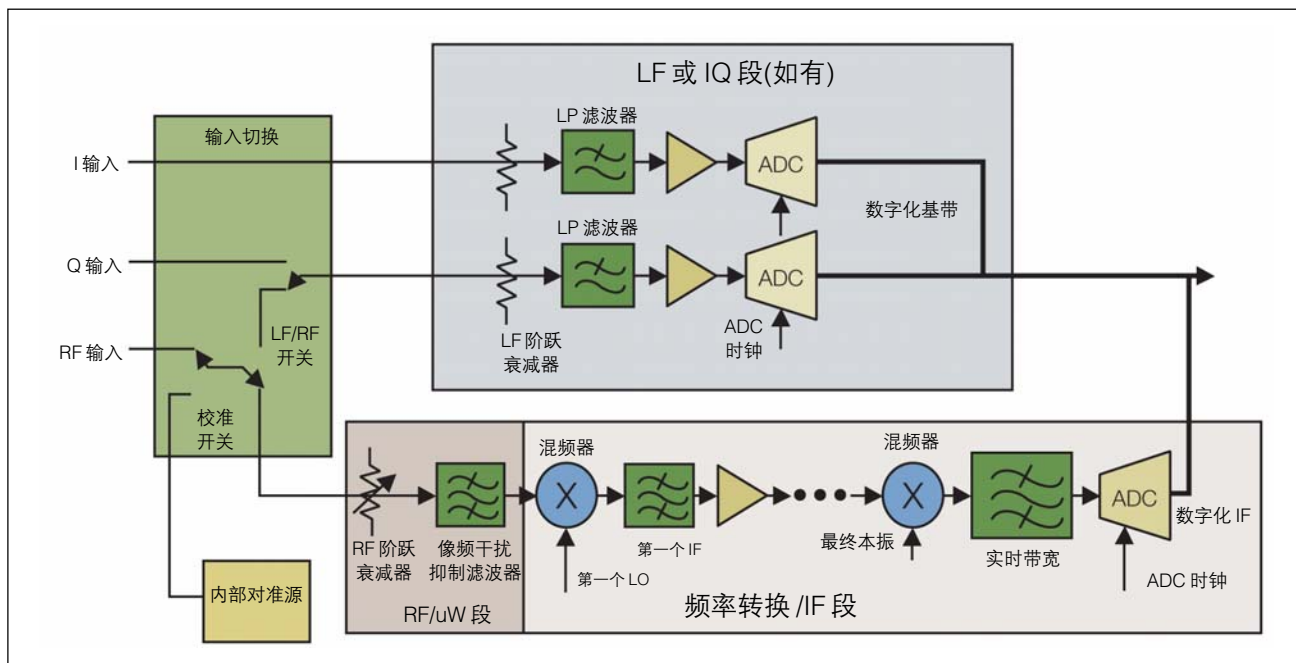 LF 或 IQ 段(如有)
输入切换
I 输入
Q 输入
RF 输入
LF/RF
开关
校准
开关
内部对准源
LP 滤波器
ADC
数字化基带
LP 滤波器
ADC
LF 阶跃
衰减器
ADC
时钟
RF 阶跃
衰减器
像频干扰
抑制滤波器
RF/uW 段
混频器
X
第一个 IF
第一个 LO
混频器
X
最终本振
实时带宽
ADC
数字化 IF
ADC 时钟
频率转换 /IF 段